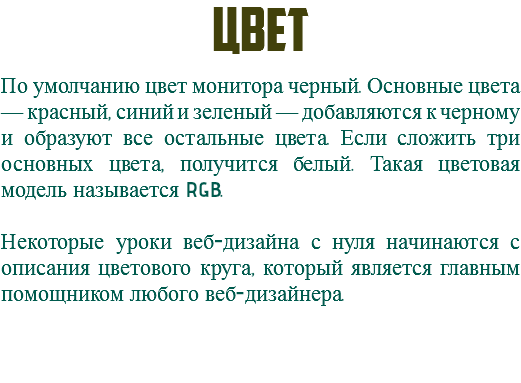 ЦВЕТ
По умолчанию цвет монитора черный. Основные цвета
— красный, синий и зеленый — добавляются к черному
и образуют все остальные цвета. Если сложить три
основных цвета, получится белый. Такая цветовая
модель называется RGB.
Некоторые уроки веб-дизайна с нуля начинаются с
описания цветового круга, который является главным
помощником любого веб-дизайнера.